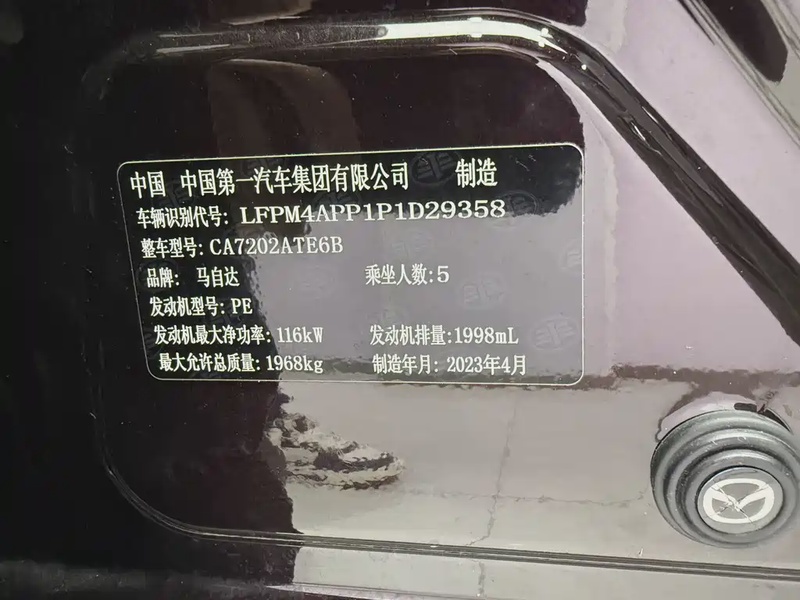 中国 中国第一汽车集团有限公司 制造
车辆识别代号: LFPM4APP1P1D29358
整车型号: CA7202ATE6B
品牌: 马自达 乘坐人数:5
发动机型号: PE
发动机最大净功率: 116kW 发动机排量:1998mL
最大允许总质量: 1968kg 制造年月: 2023年4月